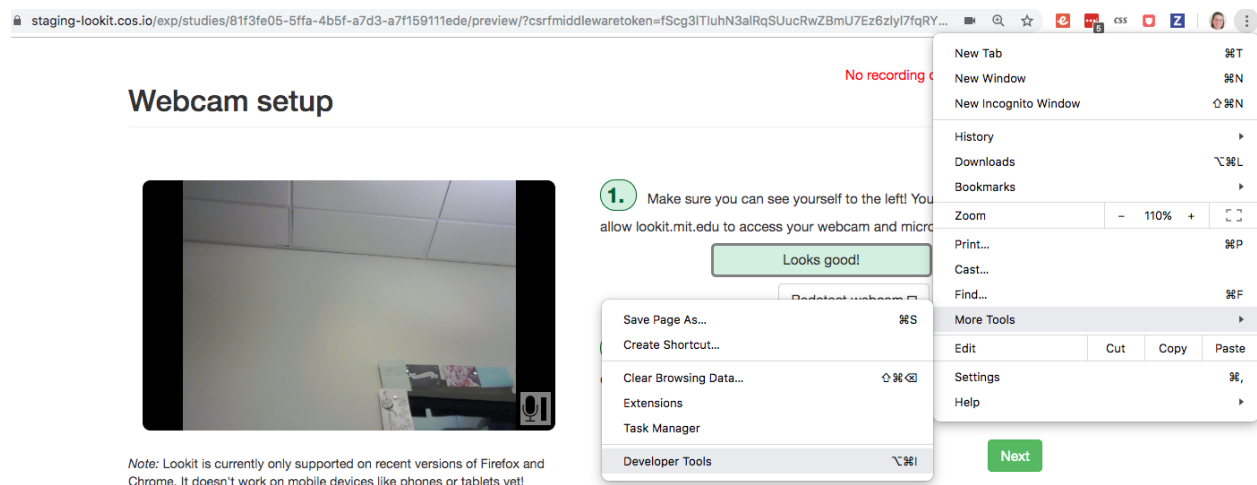 staging-lookit.cos.io/exp/studies/81f3fe05-5ffa-4b5f-a7d3-a7f159111ede/preview/?csrfmiddlewaretoken=fScg3ITIuhN3alRqSUucRwZBmU7Ez6zlyl7fqRY...
5
css
Z
No recording
Webcam setup
1. Make sure you can see yourself to the left! You
allow lookit.mit.edu to access your webcam and micro
Looks good!
Redetect webcam
Note: Lookit is currently only supported on recent versions of Firefox and
Chrome. It doesn't work on mobile devices like phones or tablets yet!
Next
New Tab ⌘T
New Window ⌘N
New Incognito Window ⇧⌘N
History
Downloads ⌥⌘L
Bookmarks
Zoom - 110% +
Print... ⌘P
Cast...
Find... ⌘F
More Tools
Edit Cut Copy Paste
Settings ⌘,
Help
Save Page As... ⌘S
Create Shortcut...
Clear Browsing Data... ⇧⌘⌫
Extensions
Task Manager
Developer Tools ⌥⌘I